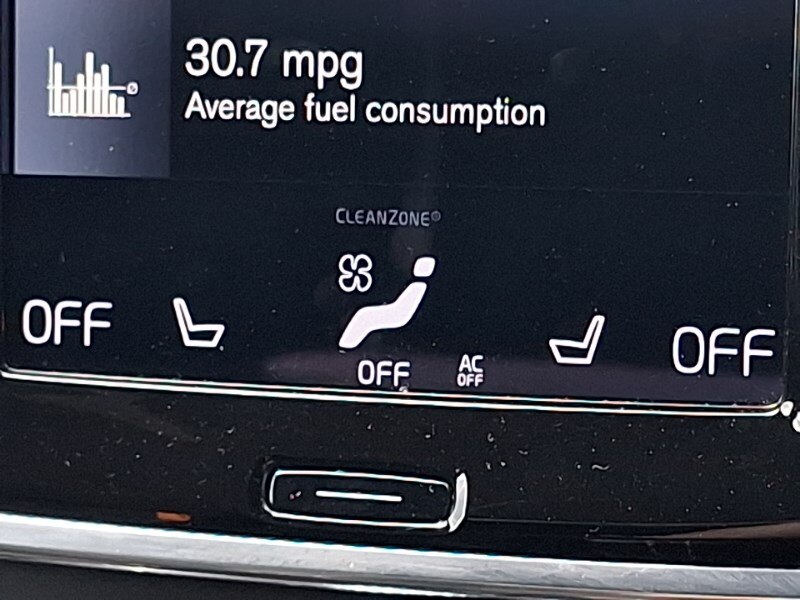 30.7 mpg
Average fuel consumption
CLEANZONE®
OFF
OFF
OFF
AC
OFF